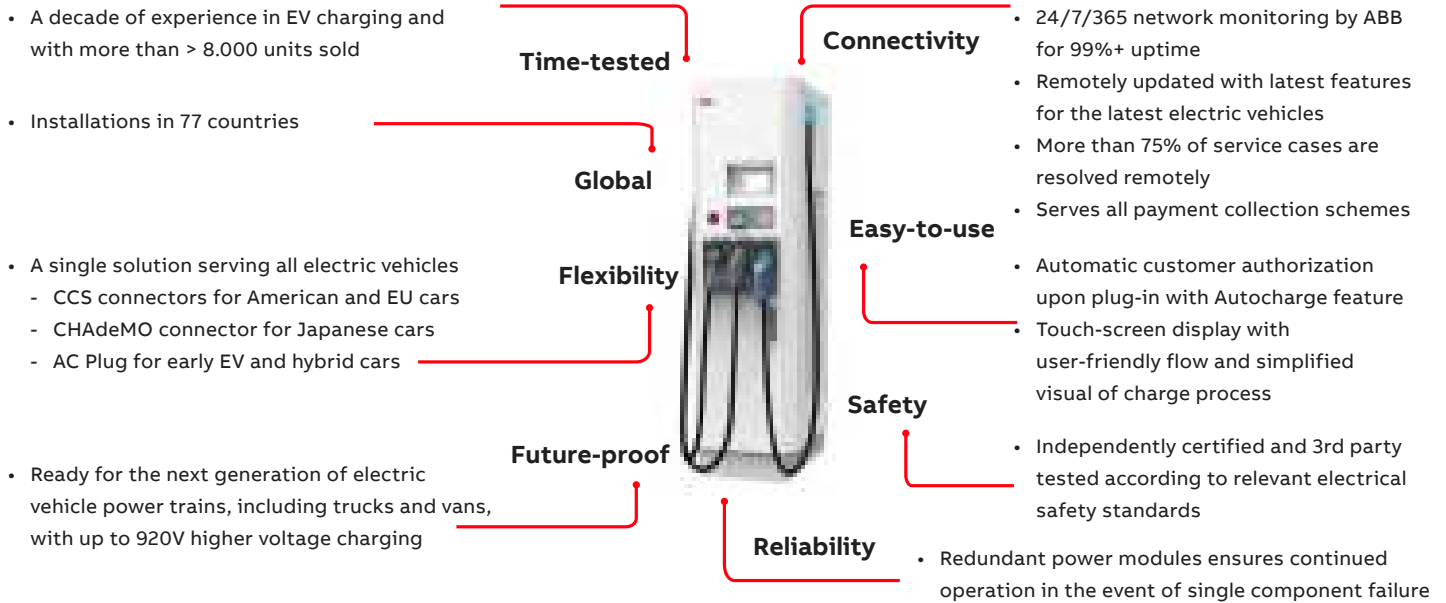 • A decade of experience in EV charging and
with more than > 8.000 units sold
Time-tested
• Installations in 77 countries
Global
• A single solution serving all electric vehicles
- CCS connectors for American and EU cars
- CHAdeMO connector for Japanese cars
- AC Plug for early EV and hybrid cars
Flexibility
• Ready for the next generation of electric
vehicle power trains, including trucks and vans,
with up to 920V higher voltage charging
Future-proof
Connectivity
• 24/7/365 network monitoring by ABB
for 99%+ uptime
• Remotely updated with latest features
for the latest electric vehicles
• More than 75% of service cases are
resolved remotely
• Serves all payment collection schemes
Easy-to-use
• Automatic customer authorization
upon plug-in with Autocharge feature
• Touch-screen display with
user-friendly flow and simplified
visual of charge process
Safety
• Independently certified and 3rd party
tested according to relevant electrical
safety standards
Reliability
• Redundant power modules ensures continued
operation in the event of single component failure